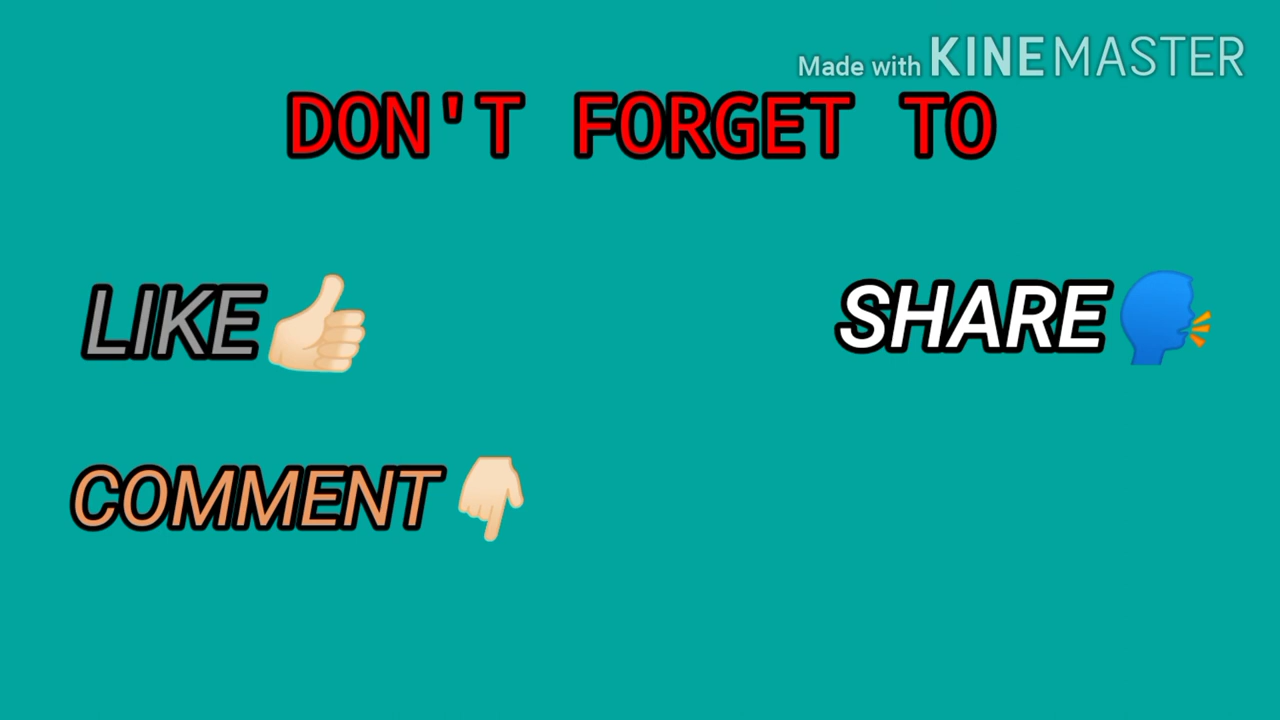 Made with KINEMASTER
DON'T FORGET TO
LIKE
SHARE
COMMENT